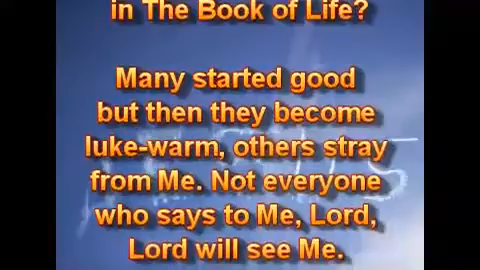 in The Book of Life?
Many started good
but then they become
luke-warm, others stray
from Me. Not everyone
who says to Me, Lord,
Lord will see Me.